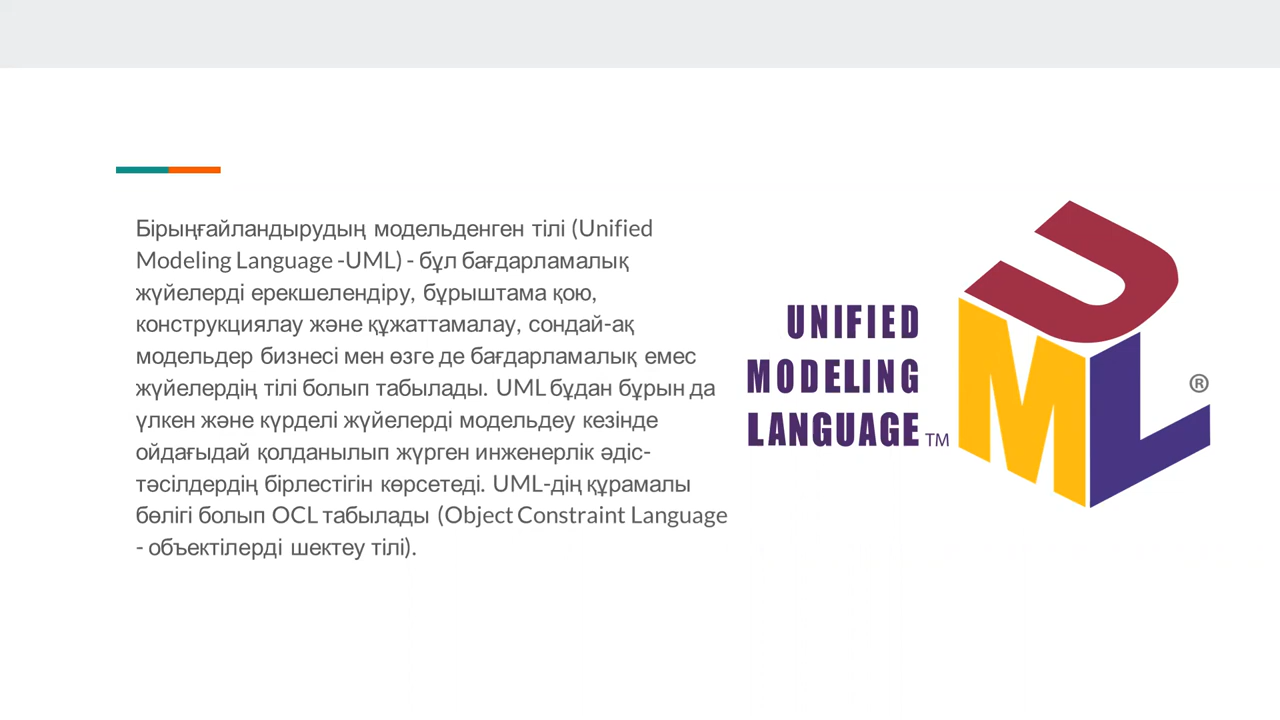 Бірыңғайландырудың модельденген тілі (Unified
Modeling Language -UML) - бұл бағдарламалық
жүйелерді ерекшелендіру, бұрыштама қою,
конструкциялау және құжаттамалау, сондай-ақ
модельдер бизнесі мен өзге де бағдарламалық емес
жүйелердің тілі болып табылады. UML бұдан бұрын да
үлкен және күрделі жүйелерді модельдеу кезінде
ойдағыдай қолданылып жүрген инженерлік әдіс-
тәсілдердің бірлестігін көрсетеді. UML-дің құрамалы
бөлігі болып OCL табылады (Object Constraint Language
- объектілерді шектеу тілі).
UNIFIED
MODELING
LANGUAGE TM
UML ®